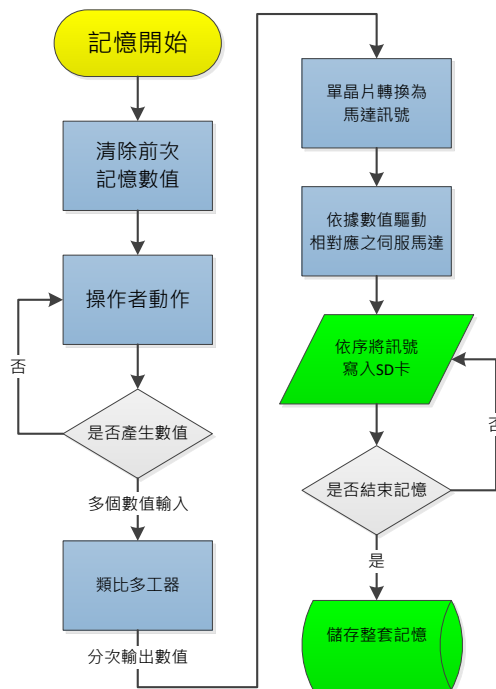 記憶開始
清除前次
記憶數值
操作者動作
否
是否產生數值
多個數值輸入
類比多工器
分次輸出數值
單晶片轉換為
馬達訊號
依據數值驅動
相對應之伺服馬達
依序將訊號
寫入SD卡
否
是否結束記憶
是
儲存整套記憶